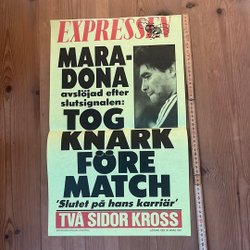 EXPRESSEN
MARA-
DONA
avslöjad efter
slutsignalen:
TOG
KNARK
FÖRE
MATCH
'Slutet på hans karriär'
TVÅ SIDOR KROSS